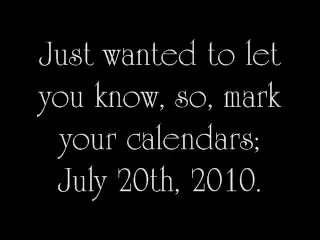 Just wanted to let
you know, so, mark
your calendars;
July 20th, 2010.